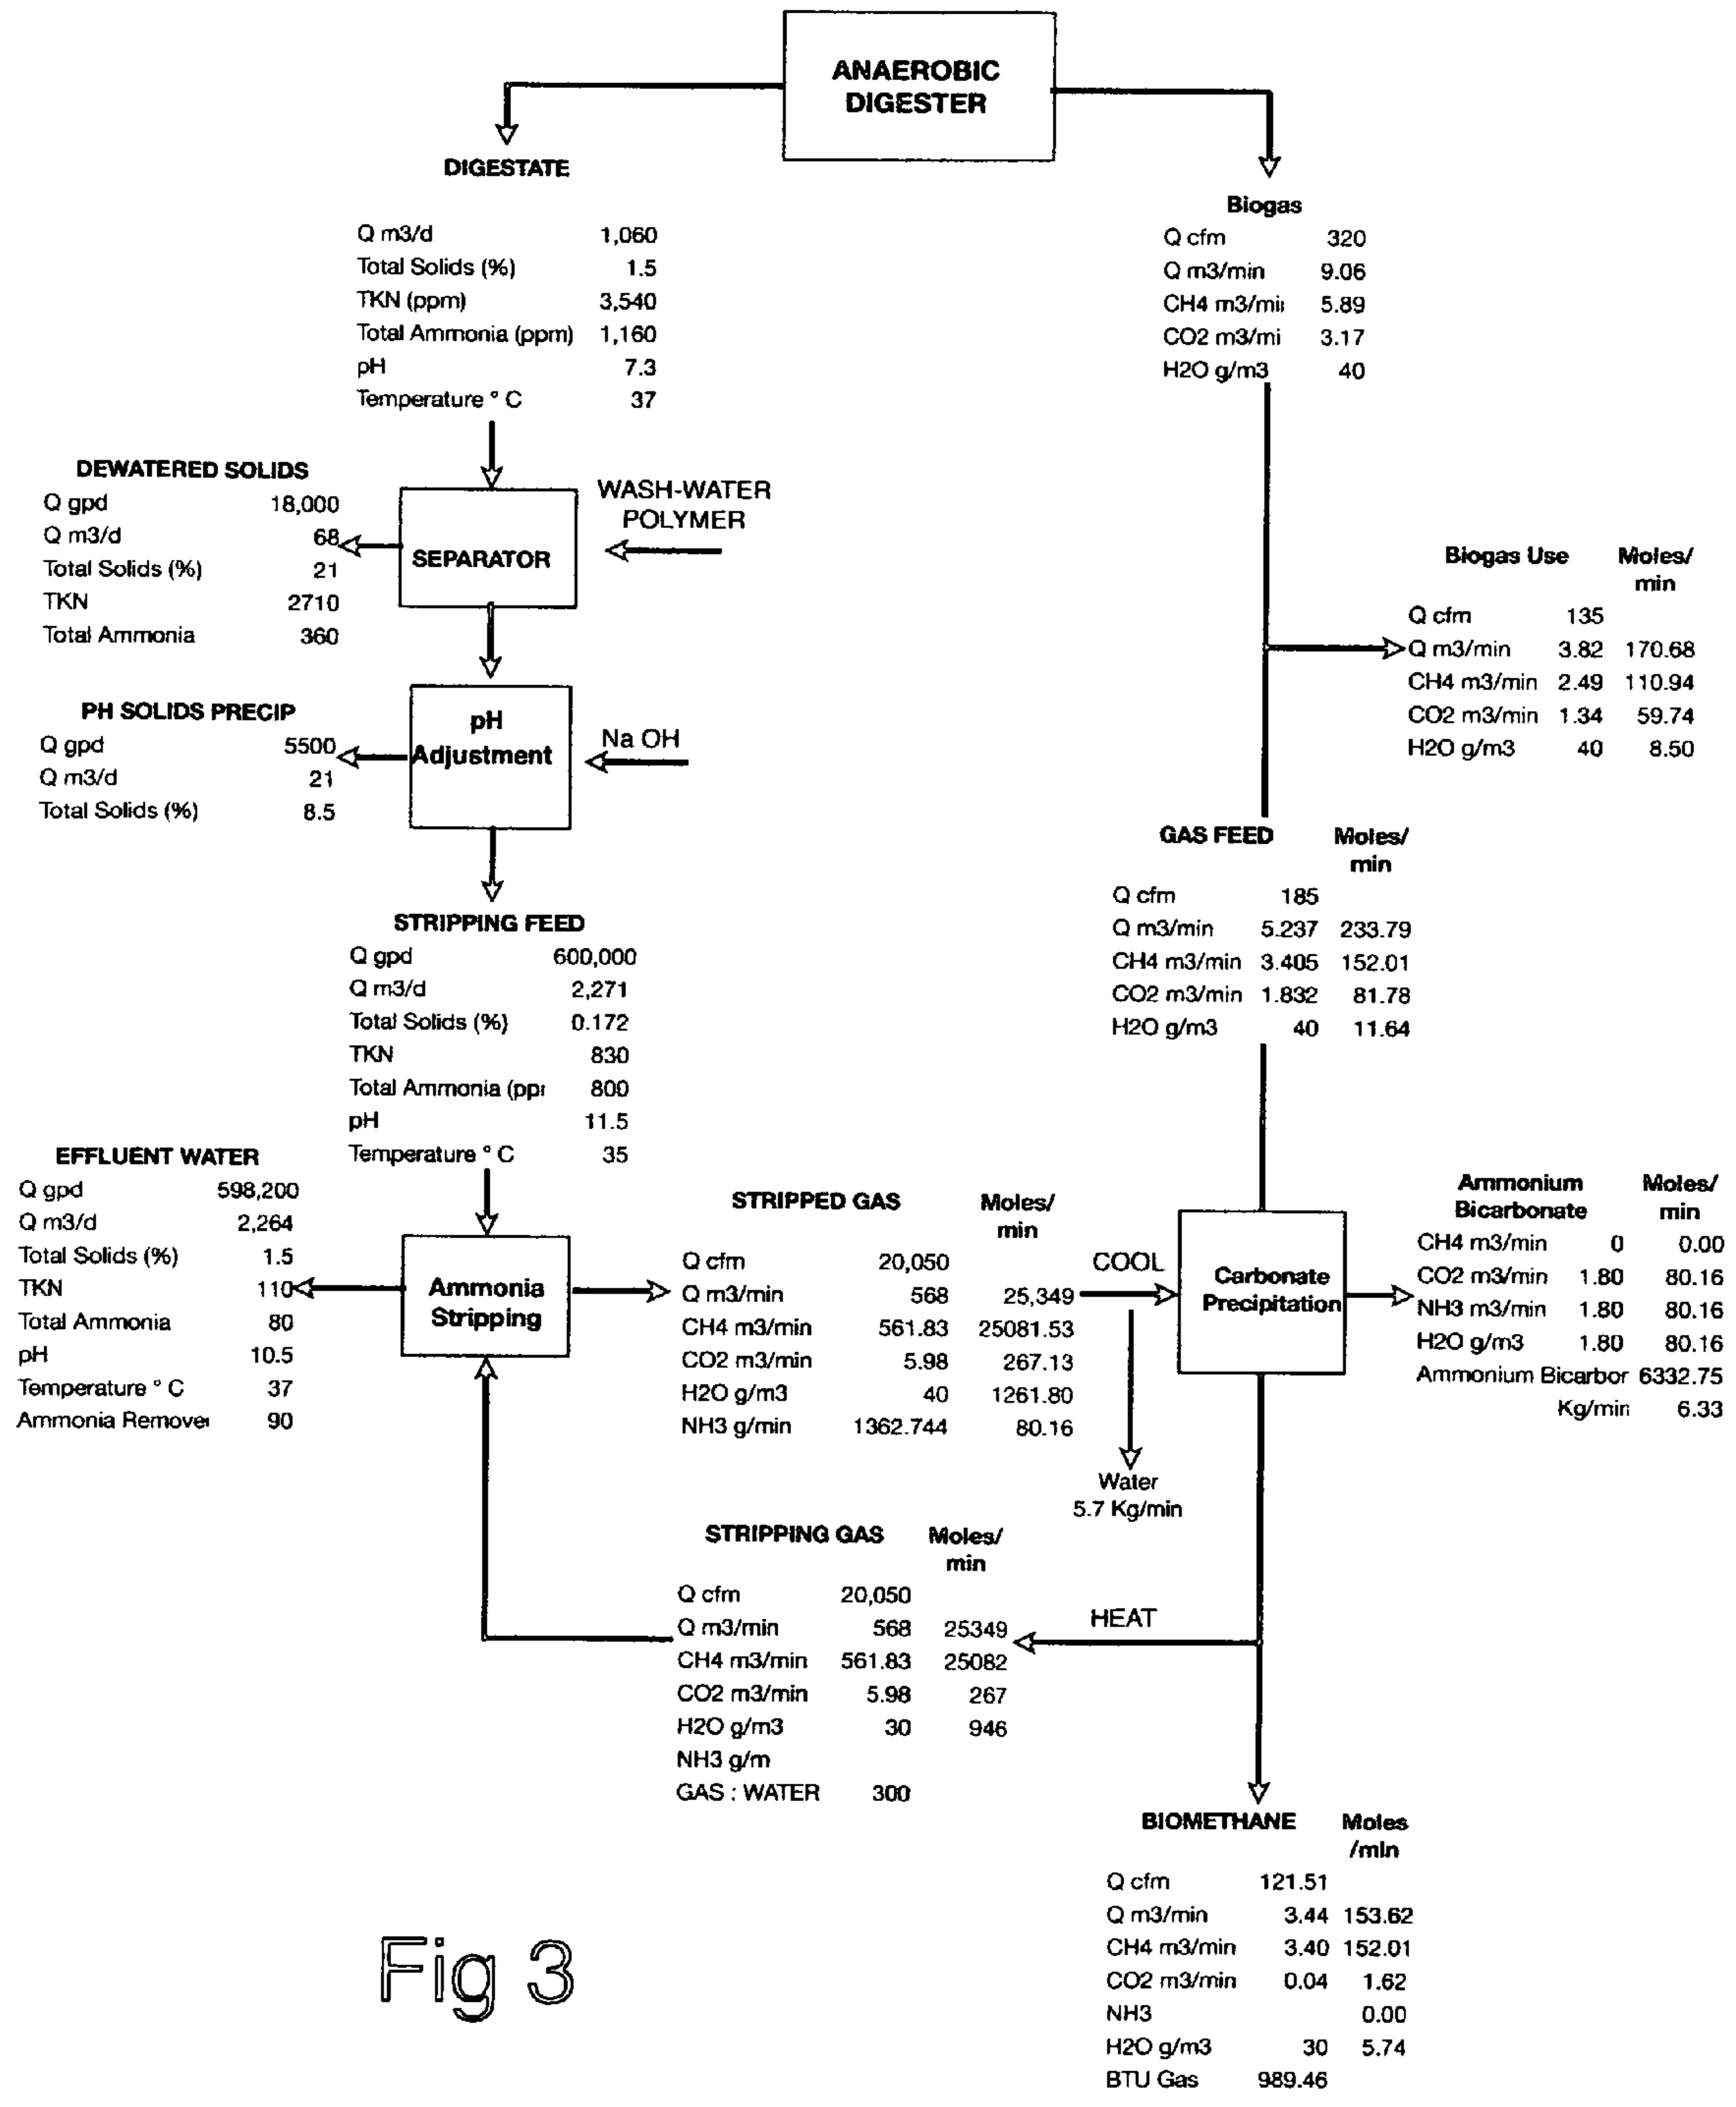 ANAEROBIC
DIGESTER
DIGESTATE
Q m3/d 1,060
Total Solids (%) 1.5
TKN (ppm) 3,540
Total Ammonia (ppm) 1,160
pH 7.3
Temperature ° C 37
Biogas
Q cfm 320
Q m3/min 9.06
CH4 m3/mi 5.89
CO2 m3/mi 3.17
H2O g/m3 40
DEWATERED SOLIDS
Q gpd 18,000
Q m3/d 68
Total Solids (%) 21
TKN 2710
Total Ammonia 360
SEPARATOR
WASH-WATER
POLYMER
Biogas Use Moles/
min
Q cfm 135
Q m3/min 3.82 170.68
CH4 m3/min 2.49 110.94
CO2 m3/min 1.34 59.74
H2O g/m3 40 8.50
PH SOLIDS PRECIP
Q gpd 5500
Q m3/d 21
Total Solids (%) 8.5
pH
Adjustment
Na OH
GAS FEED Moles/
min
Q cfm 185
Q m3/min 5.237 233.79
CH4 m3/min 3.405 152.01
CO2 m3/min 1.832 81.78
H2O g/m3 40 11.64
STRIPPING FEED
Q gpd 600,000
Q m3/d 2,271
Total Solids (%) 0.172
TKN 830
Total Ammonia (pp 800
pH 11.5
Temperature ° C 35
EFFLUENT WATER
Q gpd 598,200
Q m3/d 2,264
Total Solids (%) 1.5
TKN 110
Total Ammonia 80
pH 10.5
Temperature ° C 37
Ammonia Remove 90
Ammonia
Stripping
STRIPPED GAS Moles/
min
Q cfm 20,050
Q m3/min 568 25,349
CH4 m3/min 561.83 25081.53
CO2 m3/min 5.98 267.13
H2O g/m3 40 1261.80
NH3 g/min 1362.744 80.16
COOL
Water
5.7 Kg/min
Carbonate
Precipitation
Ammonium Moles/
Bicarbonate min
CH4 m3/min 0 0.00
CO2 m3/min 1.80 80.16
NH3 m3/min 1.80 80.16
H2O g/m3 1.80 80.16
Ammonium Bicarbor 6332.75
Kg/min 6.33
STRIPPING GAS Moles/
min
Q cfm 20,050
Q m3/min 568 25349
CH4 m3/min 561.83 25082
CO2 m3/min 5.98 267
H2O g/m3 30 946
NH3 g/m
GAS : WATER 300
HEAT
BIOMETHANE Moles
/min
Q cfm 121.51
Q m3/min 3.44 153.62
CH4 m3/min 3.40 152.01
CO2 m3/min 0.04 1.62
NH3 0.00
H2O g/m3 30 5.74
BTU Gas 989.46
Fig 3